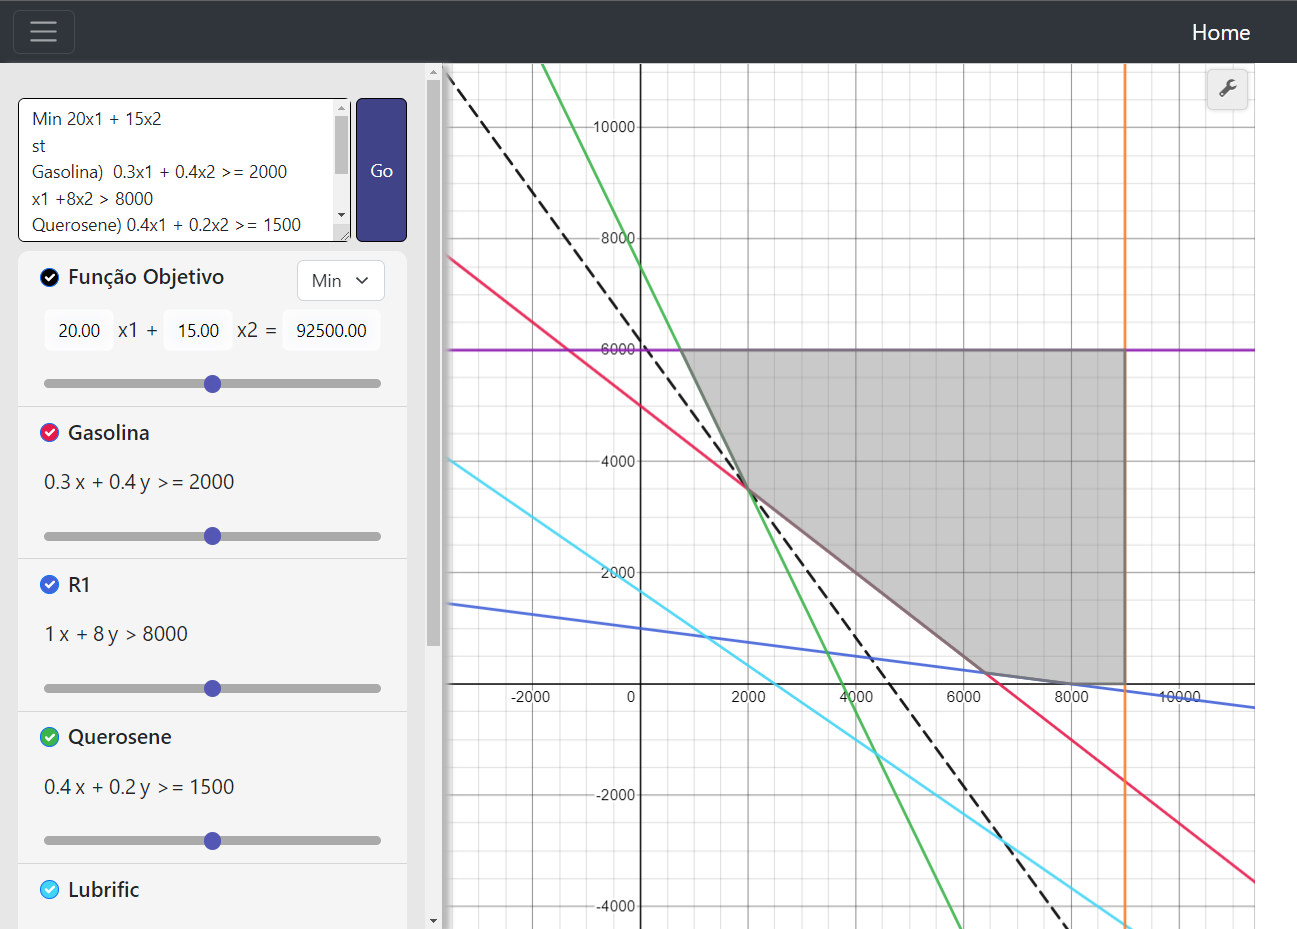 Home
Min 20x1 + 15x2
st
Gasolina)  0.3x1 + 0.4x2 >= 2000
x1 +8x2 > 8000
Querosene) 0.4x1 + 0.2x2 >= 1500
Go
Função Objetivo
Min
20.00 x1 + 15.00 x2 = 92500.00
Gasolina
0.3 x + 0.4 y >= 2000
R1
1 x + 8 y > 8000
Querosene
0.4 x + 0.2 y >= 1500
Lubrific
10000
8000
6000
4000
2000
-2000 0 2000 4000 6000 8000 10000
-2000
-4000